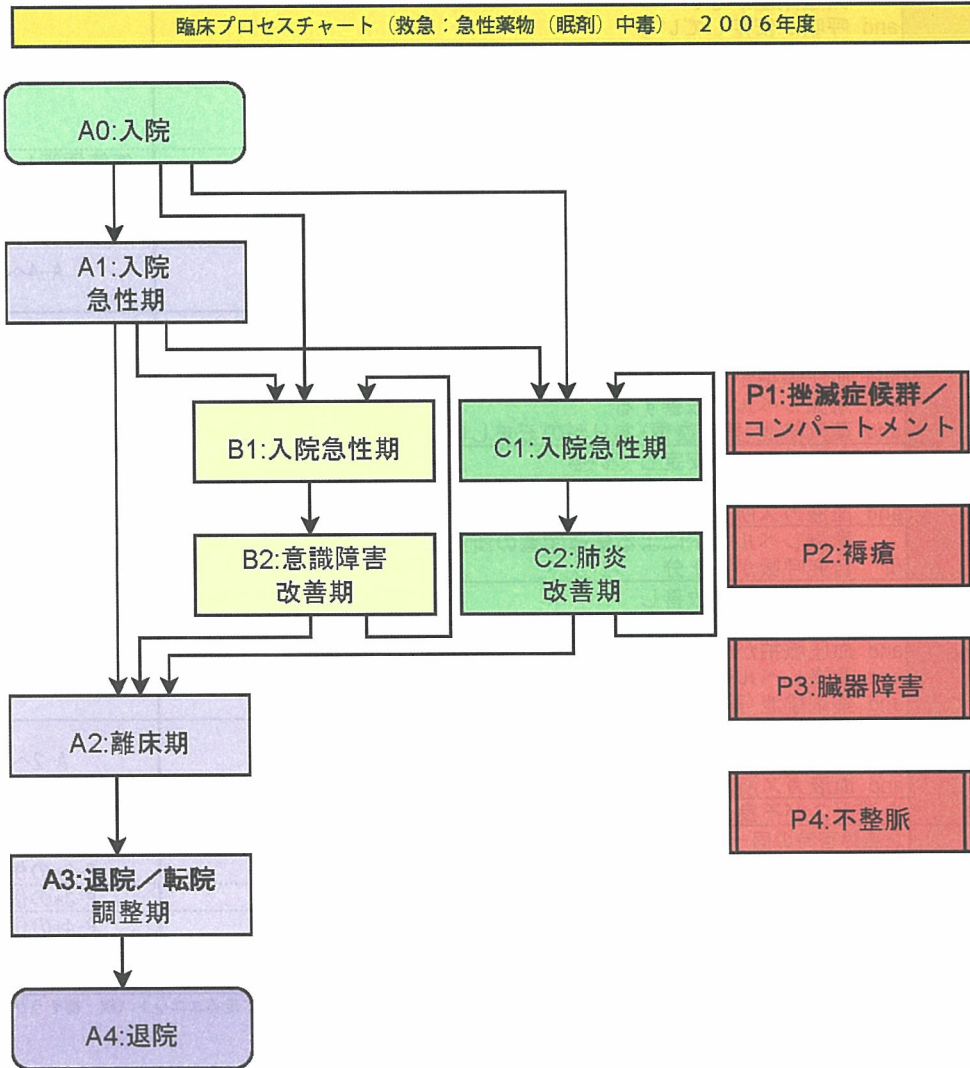 臨床プロセスチャート（救急：急性薬物（眠剤）中毒）　２００６年度
A0:入院
A1:入院
急性期
B1:入院急性期
C1:入院急性期
P1:挫滅症候群／
コンパートメント
B2:意識障害
改善期
C2:肺炎
改善期
P2:褥瘡
P3:臓器障害
A2:離床期
P4:不整脈
A3:退院／転院
調整期
A4:退院